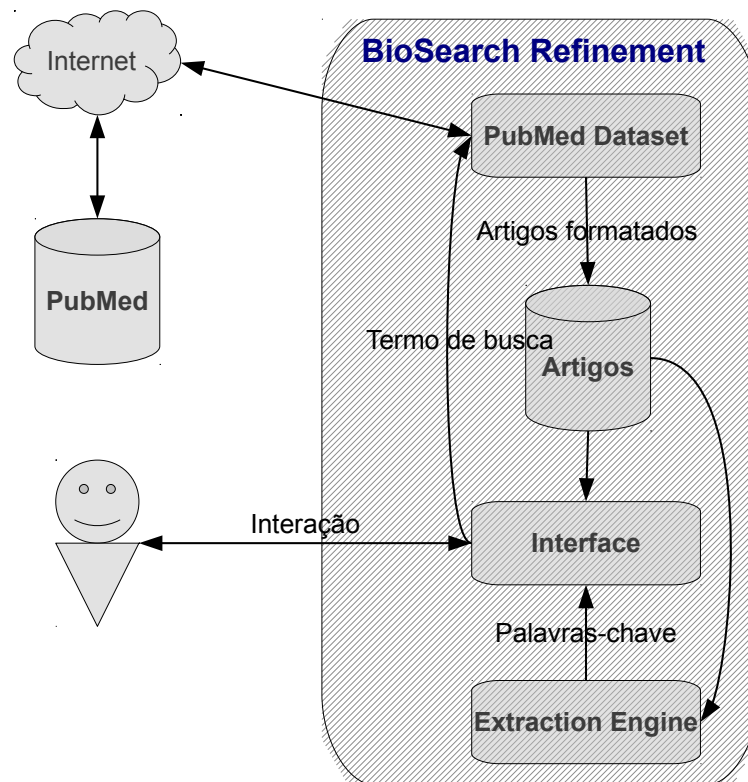 BioSearch Refinement
Internet
PubMed Dataset
Artigos formatados
PubMed
Termo de busca
Artigos
Interação
Interface
Palavras-chave
Extraction Engine